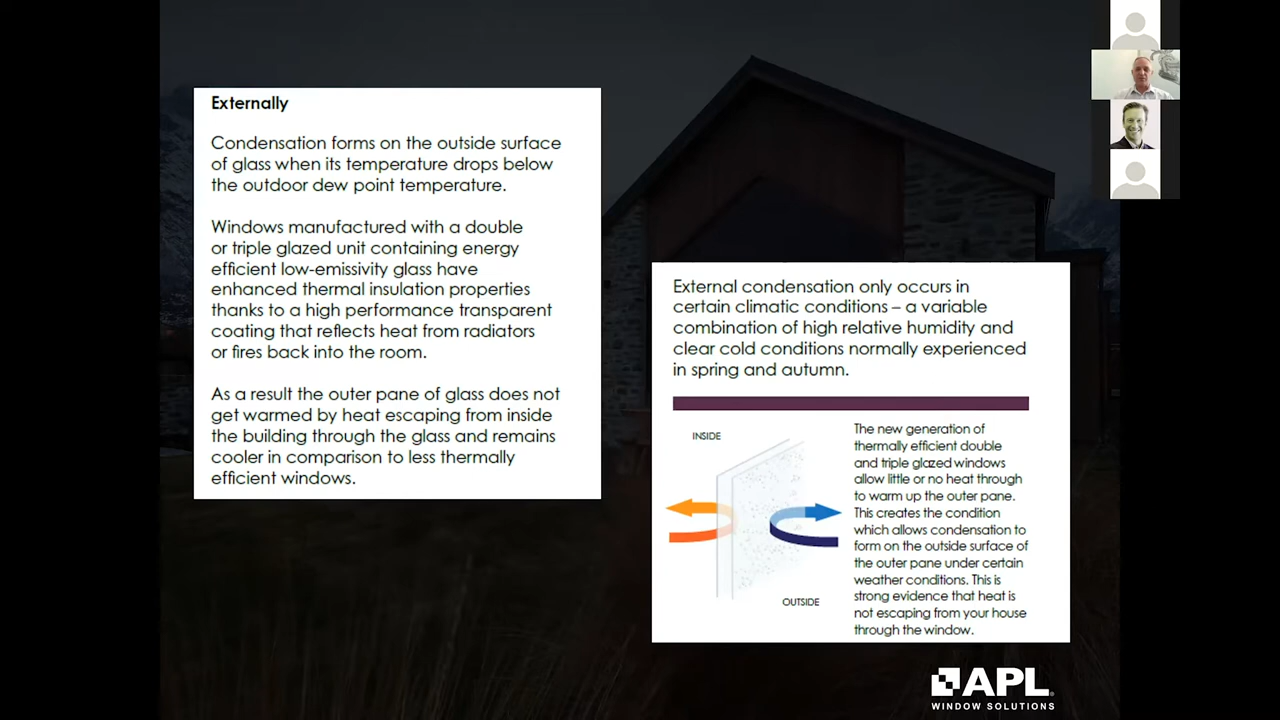 Externally
Condensation forms on the outside surface
of glass when its temperature drops below
the outdoor dew point temperature.
Windows manufactured with a double
or triple glazed unit containing energy
efficient low-emissivity glass have
enhanced thermal insulation properties
thanks to a high performance transparent
coating that reflects heat from radiators
or fires back into the room.
As a result the outer pane of glass does not
get warmed by heat escaping from inside
the building through the glass and remains
cooler in comparison to less thermally
efficient windows.
External condensation only occurs in
certain climatic conditions – a variable
combination of high relative humidity and
clear cold conditions normally experienced
in spring and autumn.
INSIDE
OUTSIDE
The new generation of
thermally efficient double
and triple glazed windows
allow little or no heat through
to warm up the outer pane.
This creates the condition
which allows condensation to
form on the outside surface of
the outer pane under certain
weather conditions. This is
strong evidence that heat is
not escaping from your house
through the window.
APL
WINDOW SOLUTIONS